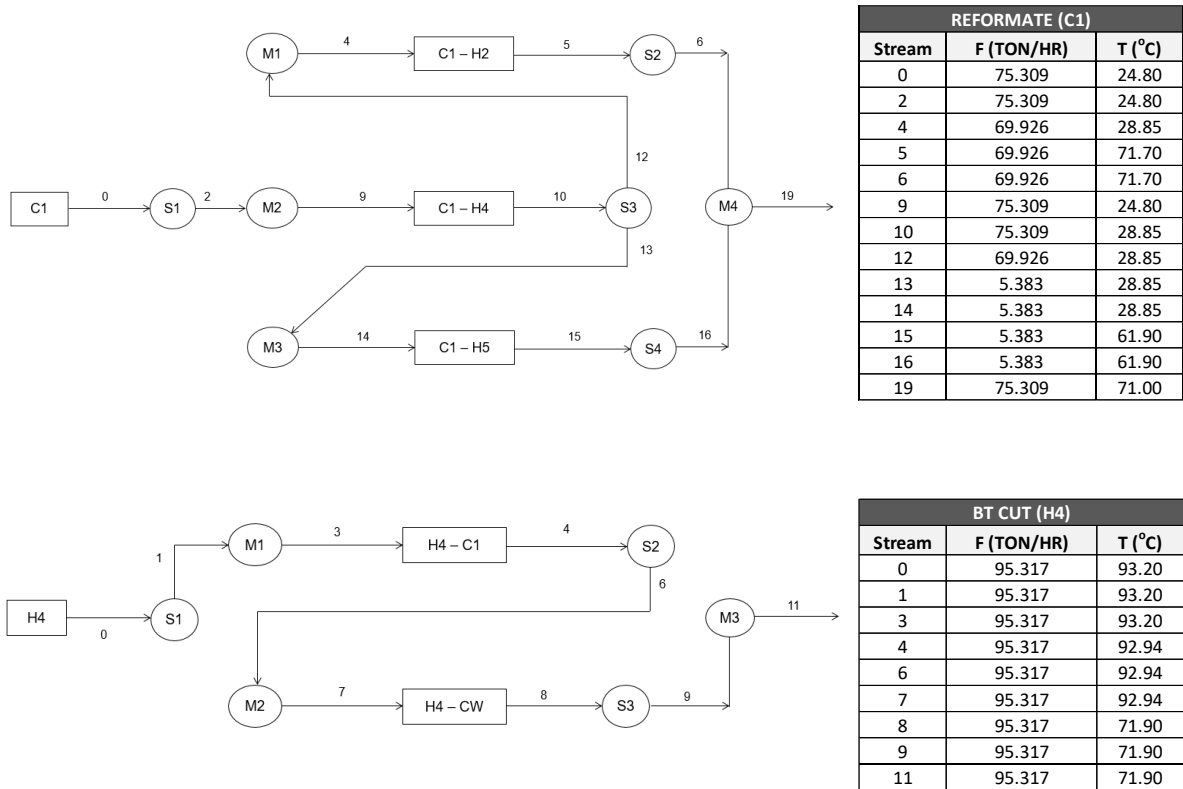 M1 4 C1 – H2 5 S2 6
12
C1 0 S1 2 M2 9 C1 – H4 10 S3 M4 19
13
M3 14 C1 – H5 15 S4 16
REFORMATE (C1)
Stream F (TON/HR) T (°C)
0 75.309 24.80
2 75.309 24.80
4 69.926 28.85
5 69.926 71.70
6 69.926 71.70
9 75.309 24.80
10 75.309 28.85
12 69.926 28.85
13 5.383 28.85
14 5.383 28.85
15 5.383 61.90
16 5.383 61.90
19 75.309 71.00
M1 3 H4 – C1 4 S2
1
6
H4 0 S1 M3 11
M2 7 H4 – CW 8 S3 9
BT CUT (H4)
Stream F (TON/HR) T (°C)
0 95.317 93.20
1 95.317 93.20
3 95.317 93.20
4 95.317 92.94
6 95.317 92.94
7 95.317 92.94
8 95.317 71.90
9 95.317 71.90
11 95.317 71.90